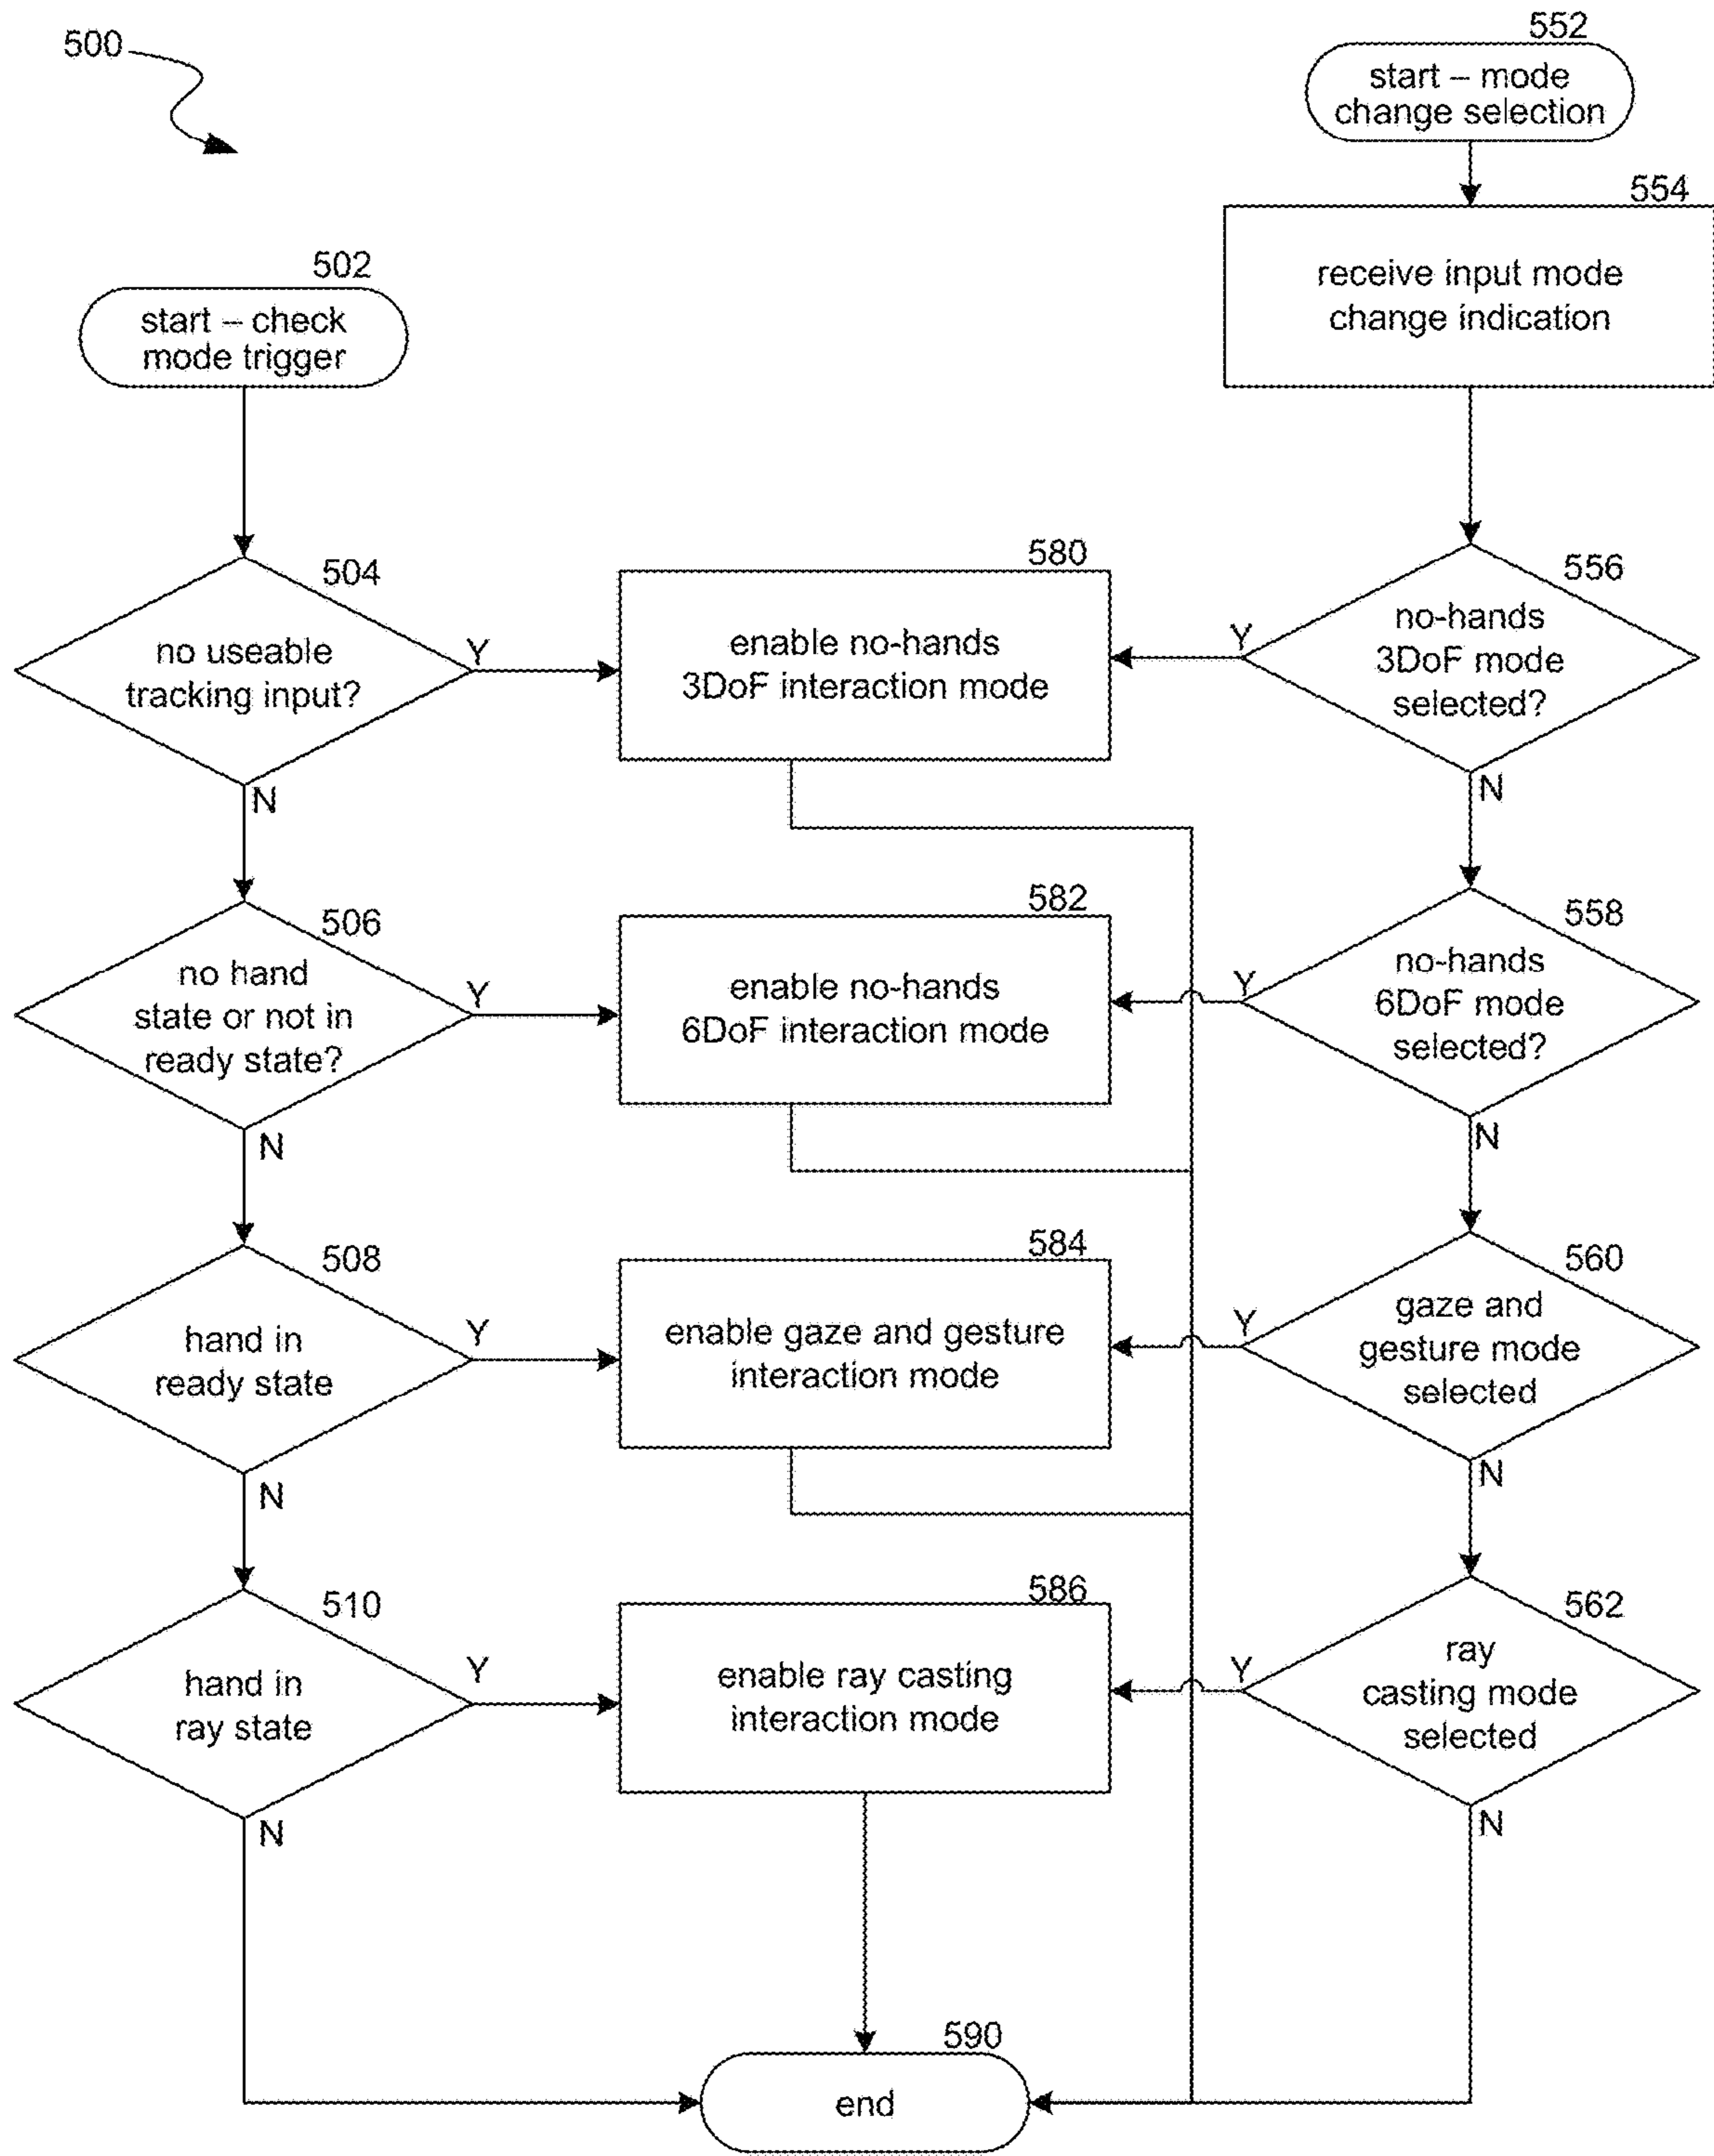 500
552
start – mode
change selection
554
receive input mode
change indication
502
start – check
mode trigger
504
no useable
tracking input?
Y
N
580
enable no-hands
3DoF interaction mode
556
no-hands
3DoF mode
selected?
Y
N
506
no hand
state or not in
ready state?
Y
N
582
enable no-hands
6DoF interaction mode
558
no-hands
6DoF mode
selected?
Y
N
508
hand in
ready state
Y
N
584
enable gaze and gesture
interaction mode
560
gaze and
gesture mode
selected
Y
N
510
hand in
ray state
Y
N
586
enable ray casting
interaction mode
562
ray
casting mode
selected
Y
N
590
end